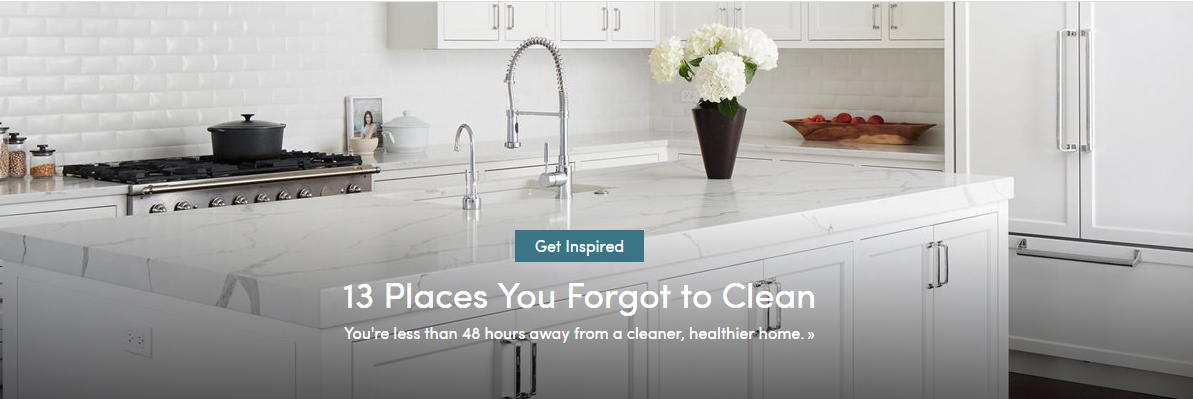 Get Inspired
13 Places You Forgot to Clean
You're less than 48 hours away from a cleaner, healthier home. »